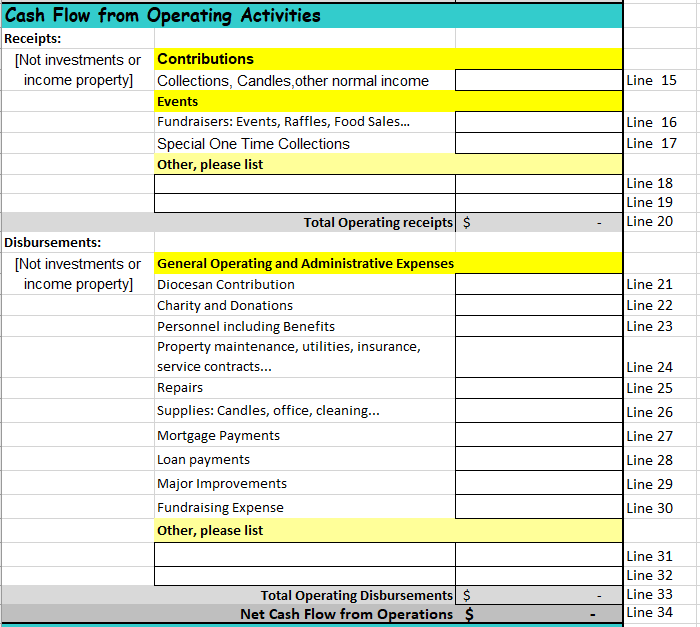 Cash Flow from Operating Activities
Receipts:
[Not investments or income property]
Contributions
Collections, Candles,other normal income Line 15
Events
Fundraisers: Events, Raffles, Food Sales... Line 16
Special One Time Collections Line 17
Other, please list
Line 18
Line 19
Total Operating receipts $ - Line 20
Disbursements:
[Not investments or income property]
General Operating and Administrative Expenses
Diocesan Contribution Line 21
Charity and Donations Line 22
Personnel including Benefits Line 23
Property maintenance, utilities, insurance,
service contracts... Line 24
Repairs Line 25
Supplies: Candles, office, cleaning... Line 26
Mortgage Payments Line 27
Loan payments Line 28
Major Improvements Line 29
Fundraising Expense Line 30
Other, please list
Line 31
Line 32
Total Operating Disbursements $ - Line 33
Net Cash Flow from Operations $ - Line 34